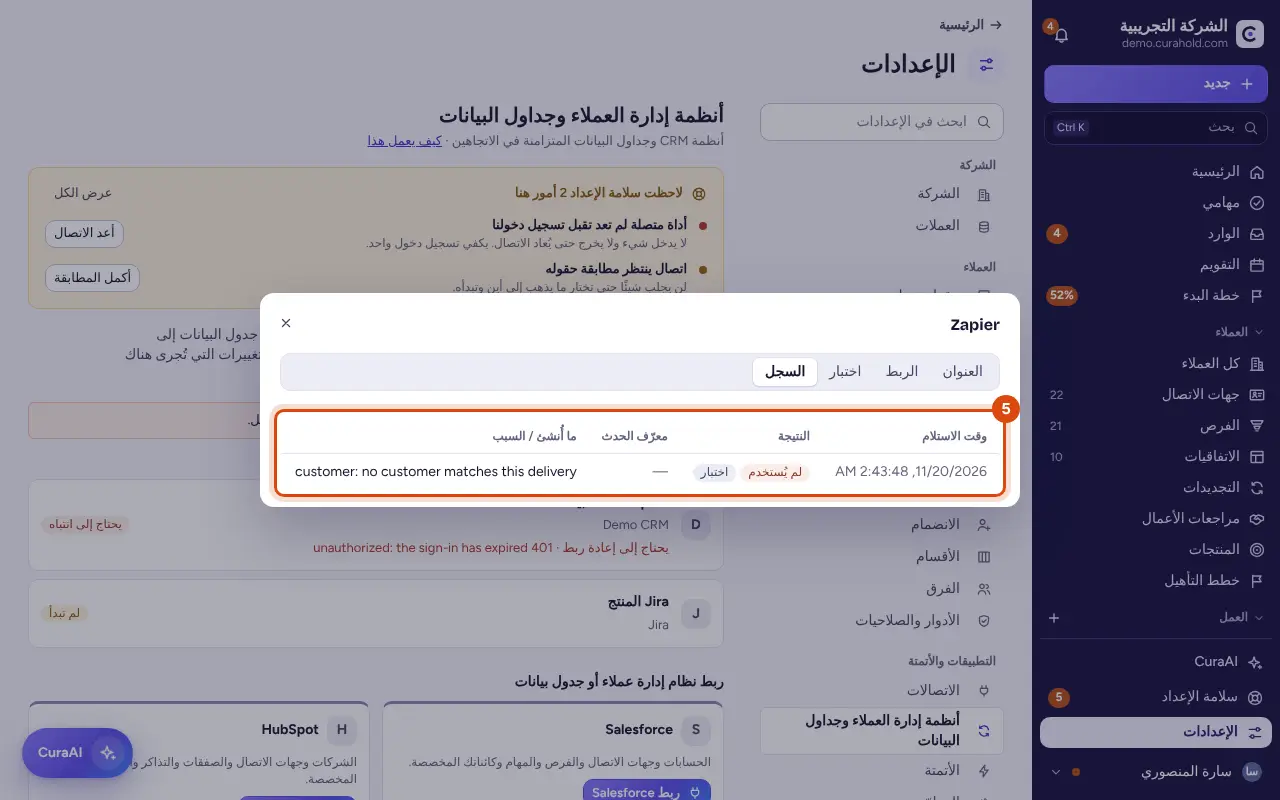 الشركة التجريبية
demo.curahold.com
4
جديد
بحث
Ctrl K
الرئيسية
مهامي
الوارد
4
التقويم
خطة البدء
52%
العملاء
كل العملاء
جهات الاتصال
22
الفرص
21
الاتفاقيات
10
التجديدات
مراجعات الأعمال
المنتجات
خطط التأهيل
العمل
CuraAI
سلامة الإعداد
5
الإعدادات
سارة المنصوري
سا
الرئيسية
الإعدادات
ابحث في الإعدادات
الشركة
الشركة
العملات
العملاء
الانضمام
الأقسام
الفرق
الأدوار والصلاحيات
التطبيقات والأتمتة
الاتصالات
أنظمة إدارة العملاء وجداول البيانات
الأتمتة
أنظمة إدارة العملاء وجداول البيانات
أنظمة CRM وجداول البيانات المتزامنة في الاتجاهين · كيف يعمل هذا
لاحظت سلامة الإعداد 2 أمور هنا
عرض الكل
أداة متصلة لم تعد تقبل تسجيل دخولنا
لا يدخل شيء ولا يخرج حتى يُعاد الاتصال. يكفي تسجيل دخول واحد.
أعد الاتصال
اتصال ينتظر مطابقة حقوله
لن يجلب شيئًا حتى تختار ما يذهب إلى أين وتبدأه.
أكمل المطابقة
جدول البيانات إلى
تغييرات التي تُجرى هناك
Zapier
العنوان
الربط
اختبار
السجل
5
وقت الاستلام
النتيجة
معرّف الحدث
ما أُنشئ / السبب
11/20/2026, 2:43:48 AM
لم يُستخدم
اختبار
—
customer: no customer matches this delivery
D
Demo CRM
يحتاج إلى إعادة ربط · 401 unauthorized: the sign-in has expired
يحتاج إلى انتباه
J
Jira المنتج
Jira
لم تبدأ
ربط نظام إدارة عملاء أو جدول بيانات
S
Salesforce
الحسابات وجهات الاتصال والفرص والمهام وكائناتك المخصصة.
ربط Salesforce
H
HubSpot
الشركات وجهات الاتصال والصفقات والتذاكر
المخصصة.
CuraAI